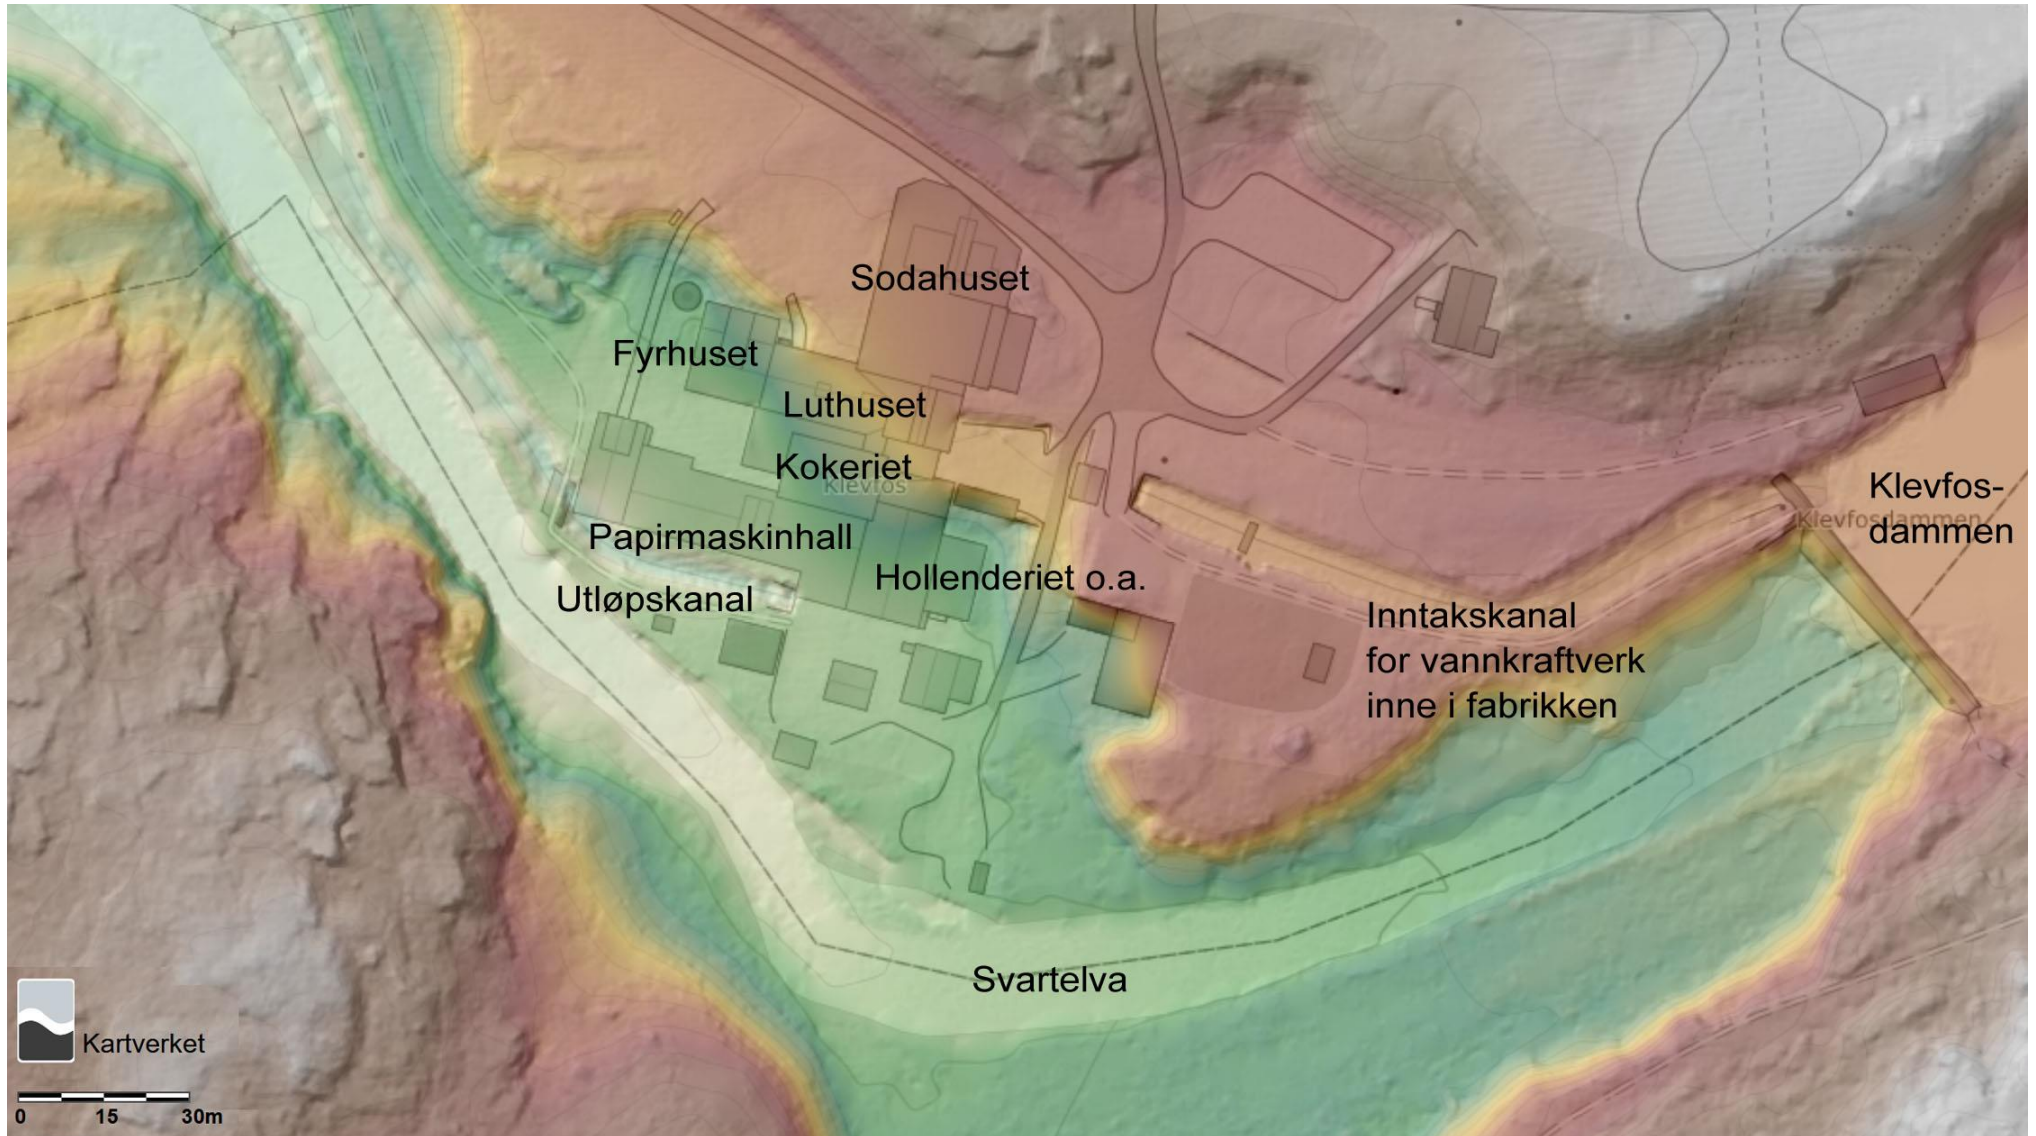 Sodahuset
Fyrhuset
Luthuset
Kokeriet
Klevfos
Klevfos-
Klevfosdammen
dammen
Papirmaskinhall
Hollenderiet o.a.
Utløpskanal
Inntakskanal
for vannkraftverk
inne i fabrikken
Svartelva
Kartverket
0 15 30m